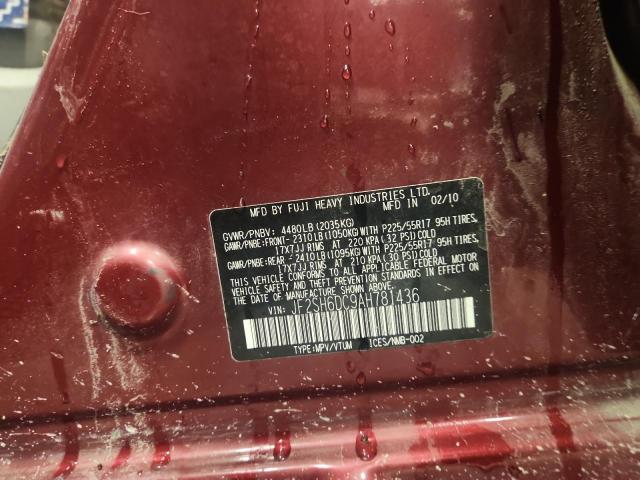 MFD BY FUJI HEAVY INDUSTRIES LTD.
MFD IN 02/10
GVWR/PNBV: 4480LB (2035KG)
GAWR/PNBE:FRONT- 2310LB (1050KG) WITH P225/55R17 95H TIRES,
17X7JJ RIMS AT 220 KPA ( 32 PSI) COLD
GAWR/PNBE:REAR - 2410LB (1095KG) WITH P225/55R17 95H TIRES,
17X7JJ RIMS AT 210 KPA ( 30 PSI) COLD
THIS VEHICLE CONFORMS TO ALL APPLICABLE FEDERAL MOTOR
VEHICLE SAFETY AND THEFT PREVENTION STANDARDS IN EFFECT ON
THE DATE OF MANUFACTURE SHOWN ABOVE.
VIN: JF2SH6DC9AH781436
TYPE:MPV/VTUM ICES/NMB-002